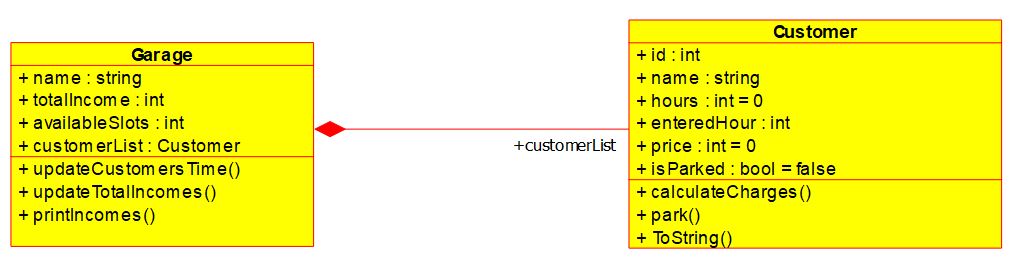 Garage
+ name : string
+ totalIncome : int
+ availableSlots : int
+ customerList : Customer
+ updateCustomersTime()
+ updateTotalIncomes()
+ printIncomes()
+customerList
Customer
+ id : int
+ name : string
+ hours : int = 0
+ enteredHour : int
+ price : int = 0
+ isParked : bool = false
+ calculateCharges()
+ park()
+ ToString()